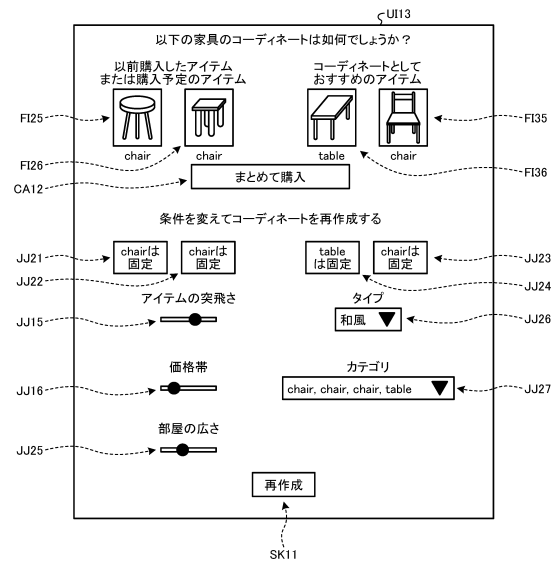 UI13
以下の家具のコーディネートは如何でしょうか？
以前購入したアイテム
または購入予定のアイテム
コーディネートとして
おすすめのアイテム
FI25
FI35
chair
chair
table
chair
FI26
FI36
CA12
まとめて購入
条件を変えてコーディネートを再作成する
JJ21
chairは
固定
chairは
固定
table
は固定
chairは
固定
JJ23
JJ22
JJ24
アイテムの突飛さ
タイプ
JJ15
和風
JJ26
価格帯
カテゴリ
JJ16
chair, chair, chair, table
JJ27
部屋の広さ
JJ25
再作成
SK11